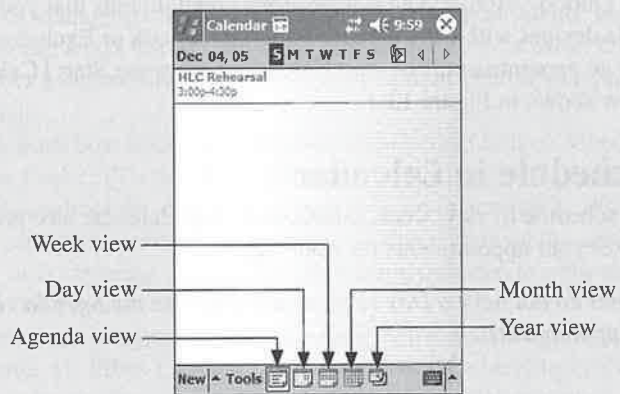 Calendar 9:59
Dec 04, 05 S M T W T F S
HLC Rehearsal
3:00p-4:30p
Week view
Day view
Agenda view
Month view
Year view
New Tools